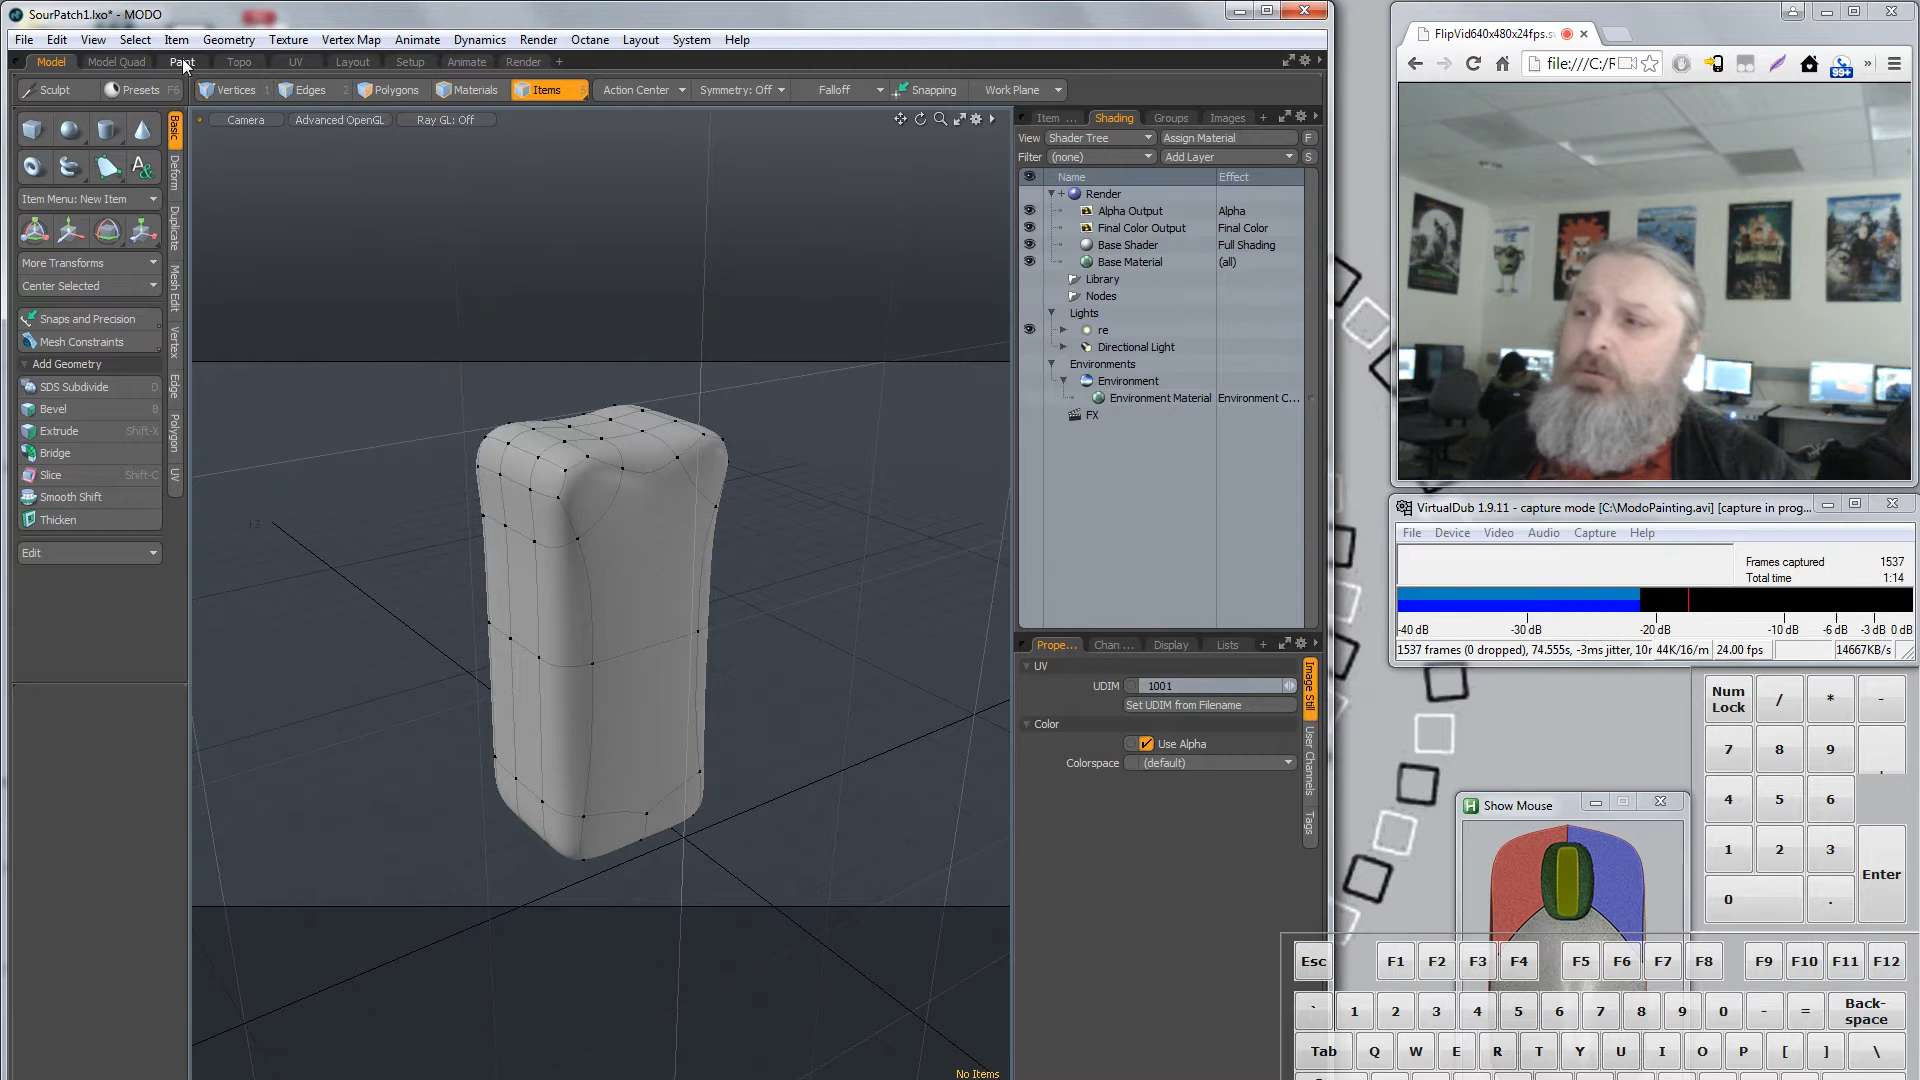 SourPatch1.lxo* - MODO
File Edit View Select Item Geometry Texture Vertex Map Animate Dynamics Render Octane Layout System Help
Model Model Quad Paint Topo UV Layout Setup Animate Render +
Sculpt Presets F6 Vertices 1 Edges 2 Polygons Materials Items 5 Action Center Symmetry: Off Falloff Snapping Work Plane
Camera Advanced OpenGL Ray GL: Off
Basic
Deform
Duplicate
Mesh Edit
Vertex
Edge
Polygon
UV
Item Menu: New Item
More Transforms
Center Selected
Snaps and Precision
Mesh Constraints
Add Geometry
SDS Subdivide D
Bevel B
Extrude Shift-X
Bridge
Slice Shift-C
Smooth Shift
Thicken
Edit
No Items
Item ... Shading Groups Images +
View Shader Tree Assign Material F
Filter (none) Add Layer S
Name Effect
Render
Alpha Output Alpha
Final Color Output Final Color
Base Shader Full Shading
Base Material (all)
Library
Nodes
Lights
re
Directional Light
Environments
Environment
Environment Material Environment C...
FX
Prope... Chan ... Display Lists +
UV
UDIM 1001
Set UDIM from Filename
Color
Use Alpha
Colorspace (default)
Image Still
User Channels
Tags
FlipVid640x480x24fps.s
file:///C:/F
99+
VirtualDub 1.9.11 - capture mode [C:\ModoPainting.avi] [capture in prog...
File Device Video Audio Capture Help
Frames captured 1537
Total time 1:14
-40 dB -30 dB -20 dB -10 dB -6 dB -3 dB 0 dB
1537 frames (0 dropped), 74.555s, -3ms jitter, 10r 44K/16/m 24.00 fps 14667KB/s
Num Lock / * -
7 8 9
4 5 6
1 2 3 Enter
0 .
Show Mouse
Esc F1 F2 F3 F4 F5 F6 F7 F8 F9 F10 F11 F12
` 1 2 3 4 5 6 7 8 9 0 - = Back-space
Tab Q W E R T Y U I O P [ ] \